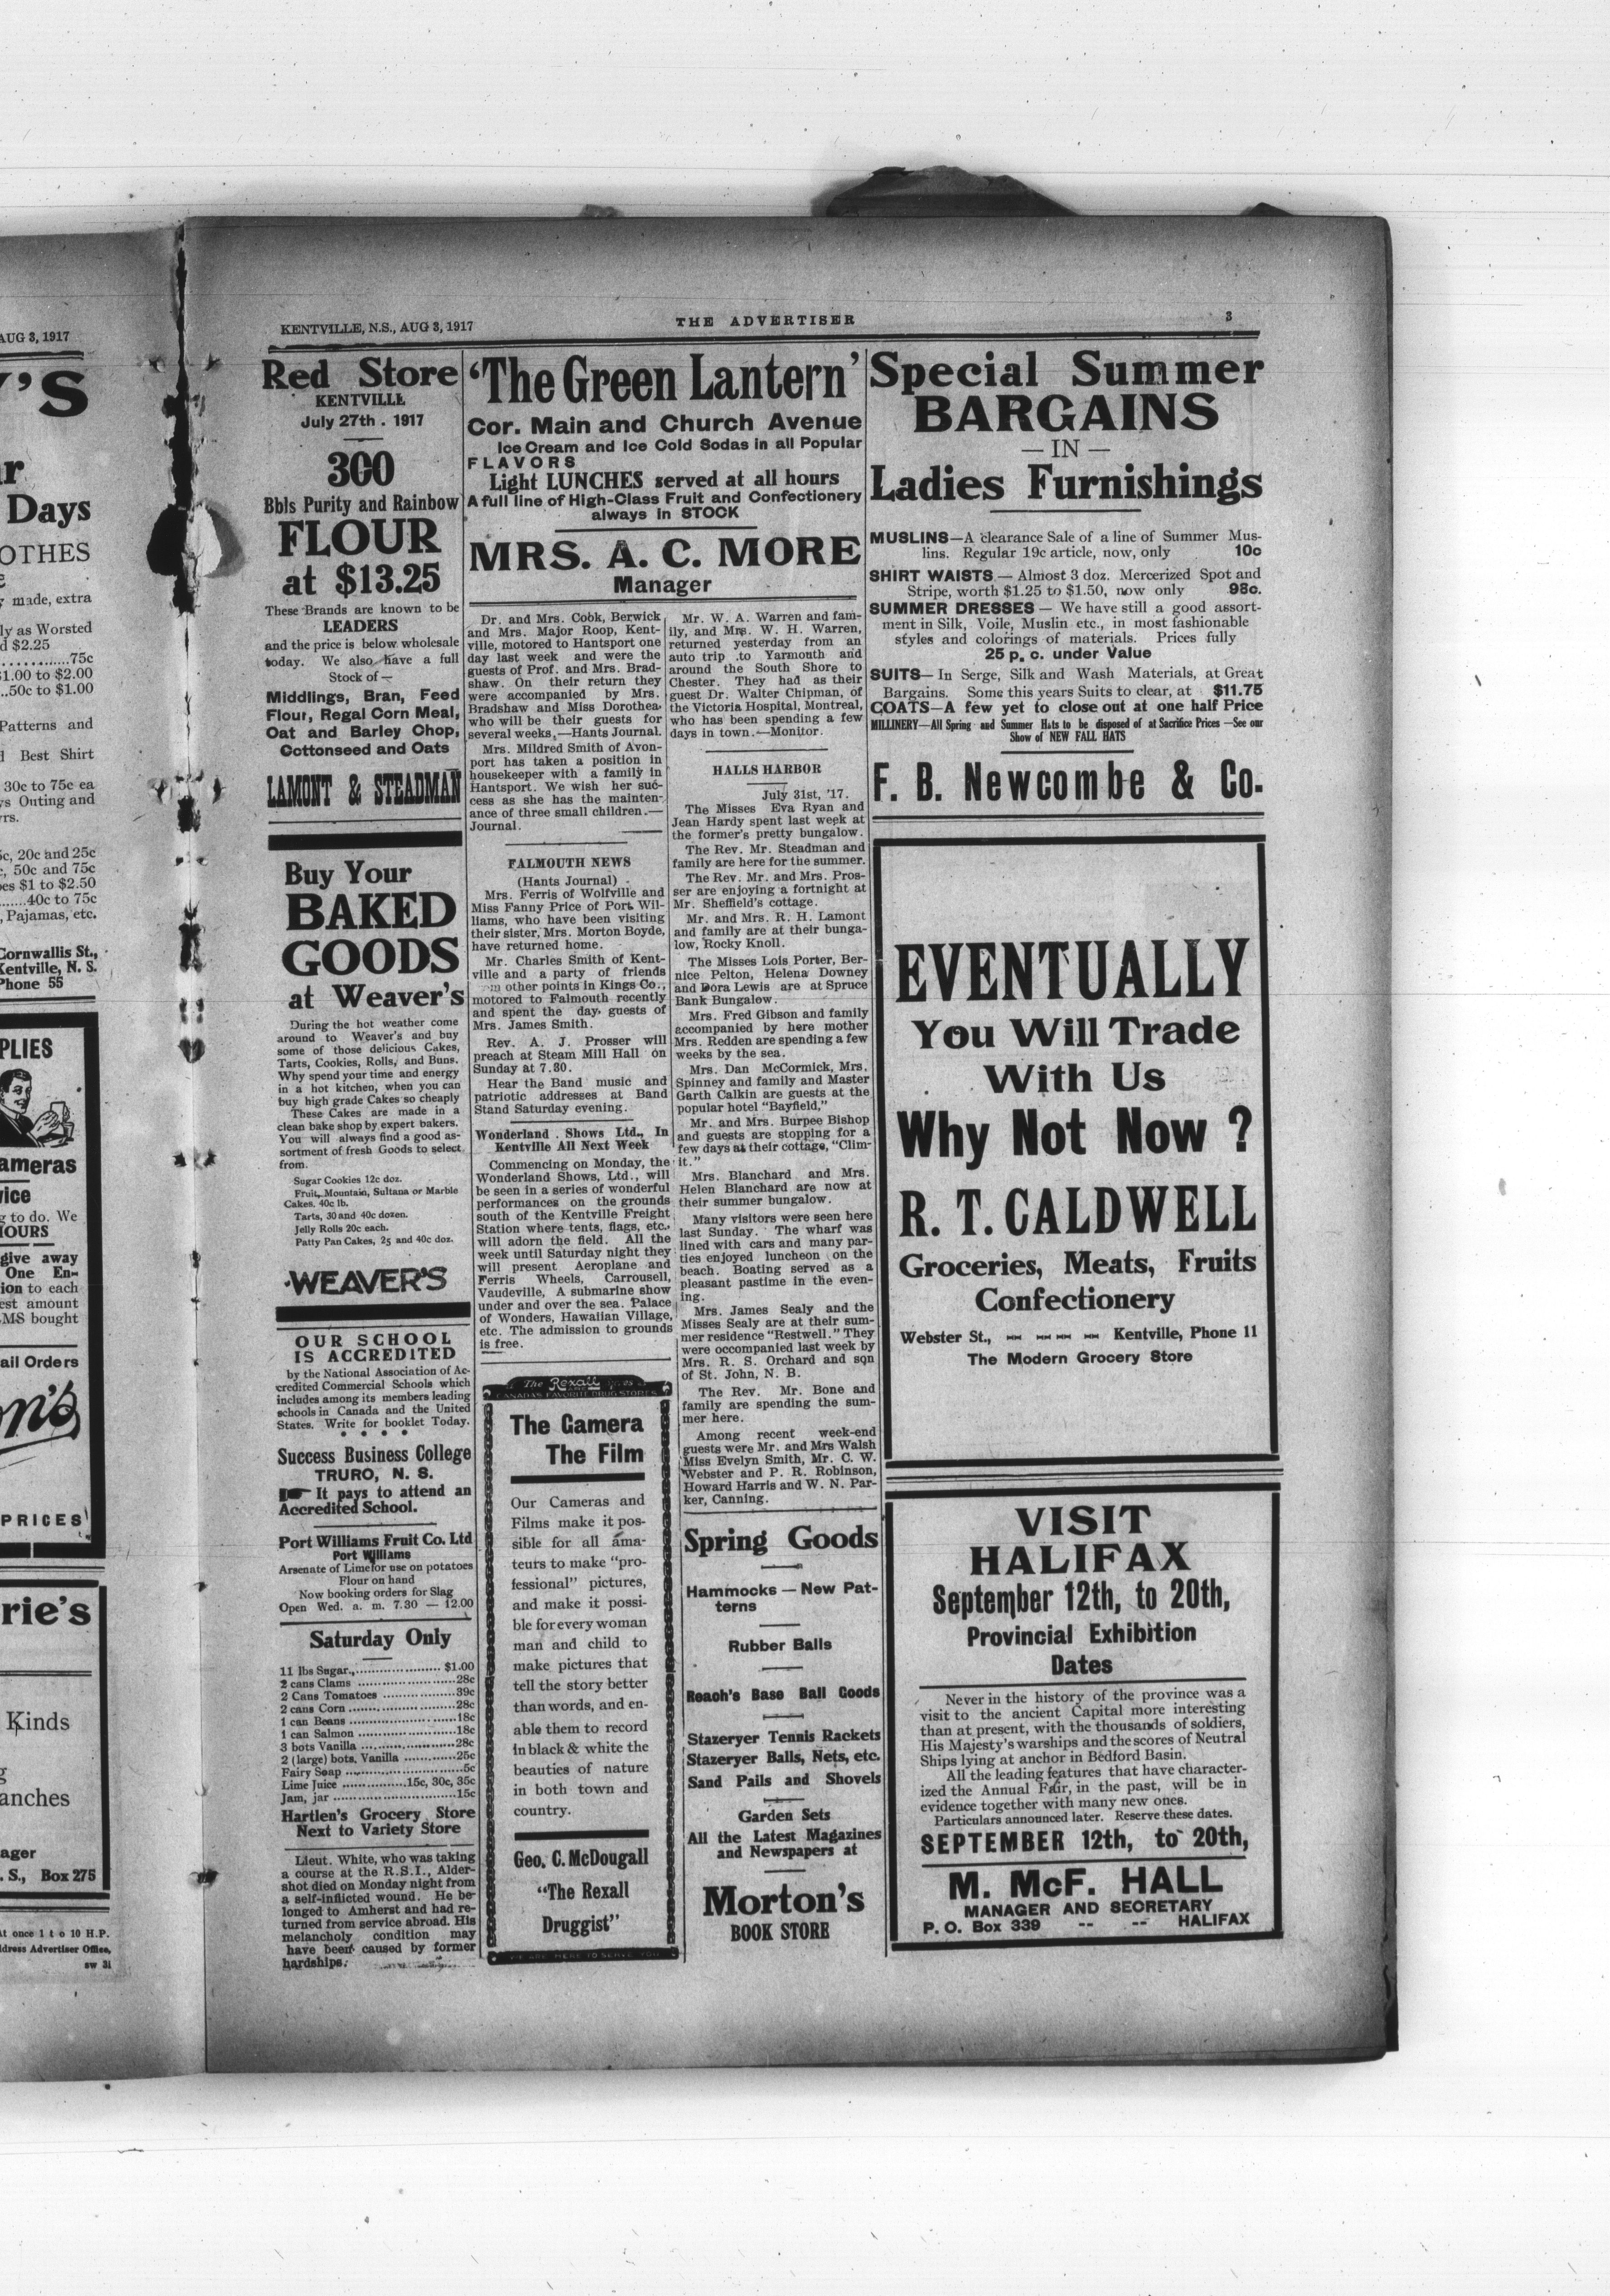 AUG 3, 1917
Y'S
Days
OTHES
made, extra
ly as Worsted
d $2.25
............75c
$1.00 to $2.00
...50c to $1.00
Patterns and
Best Shirt
30c to 75c ea
Outing and
5c, 20c and 25c
50c and 75c
$1 to $2.50
.......40c to 75c
, Pajamas, etc.
Cornwallis St.,
Kentville, N. S.
Phone 55
PLIES
ameras
vice
g to do. We
HOURS
give away
One En-
ion to each
est amount
bought
ail Orders
on's
PRICES
rie's
Kinds
anches
ager
. S., Box 275
At once 1 t o 10 H.P.
ddress Advertiser Office,
sw 3i
KENTVILLE, N.S., AUG 3, 1917
THE ADVERTISER
3
Red Store
KENTVILLE
July 27th. 1917
300
Bbls Purity and Rainbow
FLOUR
at $13.25
These Brands are known to be
LEADERS
and the price is below wholesale
today. We also have a full
Stock of—
Middlings, Bran, Feed
Flour, Regal Corn Meal,
Oat and Barley Chop,
Cottonseed and Oats
LAMONT & STEADMAN
Buy Your
BAKED
GOODS
at Weaver's
During the hot weather come
around to Weaver's and buy
some of those delicious Cakes,
Tarts, Cookies, Rolls, and Buns.
Why spend your time and energy
in a hot kitchen, when you can
buy high grade Cakes so cheaply
These Cakes are made in a
clean bake shop by expert bakers.
You will always find a good as-
sortment of fresh Goods to select
from.
Sugar Cookies 12c doz.
Fruit, Mountain, Sultana or Marble
Cakes. 40c lb.
Tarts, 30 and 40c dozen.
Jelly Rolls 20c each.
Patty Pan Cakes, 25 and 40c doz.
WEAVER'S
OUR SCHOOL
IS ACCREDITED
by the National Association of Ac-
credited Commercial Schools which
includes among its members leading
schools in Canada and the United
States. Write for booklet Today.
* * * *
Success Business College
TRURO, N. S.
It pays to attend an
Accredited School.
Port Williams Fruit Co. Ltd
Port Williams
Arsenate of Lime for use on potatoes
Flour on hand
Now booking orders for Slag
Open Wed. a. m. 7.30 — 12.00
Saturday Only
11 lbs Sugar, ..................... $1.00
2 cans Clams ........................28c
2 Cans Tomatoes ..................39c
2 cans Corn ..........................28c
1 can Beans ..........................18c
1 can Salmon ........................18c
3 bots Vanilla .......................28c
2 (large) bots, Vanilla ............25c
Fairy Soap .............................5c
Lime Juice ...............15c, 30c, 35c
Jam, jar ..............................15c
Hartlen's Grocery Store
Next to Variety Store
Lieut. White, who was taking
a course at the R.S.I., Alder-
shot died on Monday night from
a self-inflicted wound. He be-
longed to Amherst and had re-
turned from service abroad. His
melancholy condition may
have been caused by former
hardships.
'The Green Lantern'
Cor. Main and Church Avenue
Ice Cream and Ice Cold Sodas in all Popular
FLAVORS
Light LUNCHES served at all hours
A full line of High-Class Fruit and Confectionery
always in STOCK
MRS. A. C. MORE
Manager
Dr. and Mrs. Cobk, Berwick
and Mrs. Major Roop, Kent-
ville, motored to Hantsport one
day last week and were the
guests of Prof. and Mrs. Brad-
shaw. On their return they
were accompanied by Mrs.
Bradshaw and Miss Dorothea
who will be their guests for
several weeks,—Hants Journal.
Mrs. Mildred Smith of Avon-
port has taken a position in
housekeeper with a family in
Hantsport. We wish her suc-
cess as she has the mainten-
ance of three small children.—
Journal.
FALMOUTH NEWS
(Hants Journal)
Mrs. Ferris of Wolfville and
Miss Fanny Price of Port Wil-
liams, who have been visiting
their sister, Mrs. Morton Boyde,
have returned home.
Mr. Charles Smith of Kent-
ville and a party of friends
other points in Kings Co.,
motored to Falmouth recently
and spent the day guests of
Mrs. James Smith.
Rev. A. J. Prosser will
preach at Steam Mill Hall on
Sunday at 7.30.
Hear the Band music and
patriotic addresses at Band
Stand Saturday evening.
Wonderland Shows Ltd., In
Kentville All Next Week
Commencing on Monday, the
Wonderland Shows, Ltd., will
be seen in a series of wonderful
performances on the grounds
south of the Kentville Freight
Station where tents, flags, etc.,
will adorn the field. All the
week until Saturday night they
will present Aeroplane and
Ferris Wheels, Carrousell,
Vaudeville, A submarine show
under and over the sea. Palace
of Wonders, Hawaiian Village,
etc. The admission to grounds
is free.
The Rexall Stores
CANADA'S FAVORITE DRUG STORES
The Camera
The Film
Our Cameras and
Films make it pos-
sible for all ama-
teurs to make "pro-
fessional" pictures,
and make it possi-
ble for every woman
man and child to
make pictures that
tell the story better
than words, and en-
able them to record
in black & white the
beauties of nature
in both town and
country.
Geo. C. McDougall
"The Rexall
Druggist"
WE ARE HERE TO SERVE YOU
Mr. W. A. Warren and fam-
ily, and Mrs. W. H. Warren,
returned yesterday from an
auto trip to Yarmouth and
around the South Shore to
Chester. They had as their
guest Dr. Walter Chipman, of
the Victoria Hospital, Montreal,
who has been spending a few
days in town.—Monitor.
HALLS HARBOR
July 31st, '17.
The Misses Eva Ryan and
Jean Hardy spent last week at
the former's pretty bungalow.
The Rev. Mr. Steadman and
family are here for the summer.
The Rev. Mr. and Mrs. Pros-
ser are enjoying a fortnight at
Mr. Sheffield's cottage.
Mr. and Mrs. R. H. Lamont
and family are at their bunga-
low, Rocky Knoll.
The Misses Lois Porter, Ber-
nice Pelton, Helena Downey
and Dora Lewis are at Spruce
Bank Bungalow.
Mrs. Fred Gibson and family
accompanied by here mother
Mrs. Redden are spending a few
weeks by the sea.
Mrs. Dan McCormick, Mrs.
Spinney and family and Master
Garth Calkin are guests at the
popular hotel "Bayfield,"
Mr. and Mrs. Burpee Bishop
and guests are stopping for a
few days at their cottage, "Clim-
it."
Mrs. Blanchard and Mrs.
Helen Blanchard are now at
their summer bungalow.
Many visitors were seen here
last Sunday. The wharf was
lined with cars and many par-
ties enjoyed luncheon on the
beach. Boating served as a
pleasant pastime in the even-
ing.
Mrs. James Sealy and the
Misses Sealy are at their sum-
mer residence "Restwell." They
were occompanied last week by
Mrs. R. S. Orchard and son
of St. John, N. B.
The Rev. Mr. Bone and
family are spending the sum-
mer here.
Among recent week-end
guests were Mr. and Mrs Walsh
Miss Evelyn Smith, Mr. C. W.
Webster and P. R. Robinson,
Howard Harris and W. N. Par-
ker, Canning.
Spring Goods
Hammocks — New Pat-
terns
Rubber Balls
Reach's Base Ball Goods
Stazeryer Tennis Rackets
Stazeryer Balls, Nets, etc.
Sand Pails and Shovels
Garden Sets
All the Latest Magazines
and Newspapers at
Morton's
BOOK STORE
Special Summer
BARGAINS
— IN —
Ladies Furnishings
MUSLINS—A clearance Sale of a line of Summer Mus-
lins. Regular 19c article, now, only 10c
SHIRT WAISTS — Almost 3 doz. Mercerized Spot and
Stripe, worth $1.25 to $1.50, now only 98c.
SUMMER DRESSES — We have still a good assort-
ment in Silk, Voile, Muslin etc., in most fashionable
styles and colorings of materials. Prices fully
25 p. c. under Value
SUITS— In Serge, Silk and Wash Materials, at Great
Bargains. Some this years Suits to clear, at $11.75
COATS—A few yet to close out at one half Price
MILLINERY—All Spring and Summer Hats to be disposed of at Sacrifice Prices —See our
Show of NEW FALL HATS
F. B. Newcombe & Co.
EVENTUALLY
You Will Trade
With Us
Why Not Now ?
R. T. CALDWELL
Groceries, Meats, Fruits
Confectionery
Webster St., -- -- -- -- Kentville, Phone 11
The Modern Grocery Store
VISIT
HALIFAX
September 12th, to 20th,
Provincial Exhibition
Dates
Never in the history of the province was a
visit to the ancient Capital more interesting
than at present, with the thousands of soldiers,
His Majesty's warships and the scores of Neutral
Ships lying at anchor in Bedford Basin.
All the leading features that have character-
ized the Annual Fair, in the past, will be in
evidence together with many new ones.
Particulars announced later. Reserve these dates.
SEPTEMBER 12th, to 20th,
M. McF. HALL
MANAGER AND SECRETARY
P. O. Box 339 -- -- HALIFAX